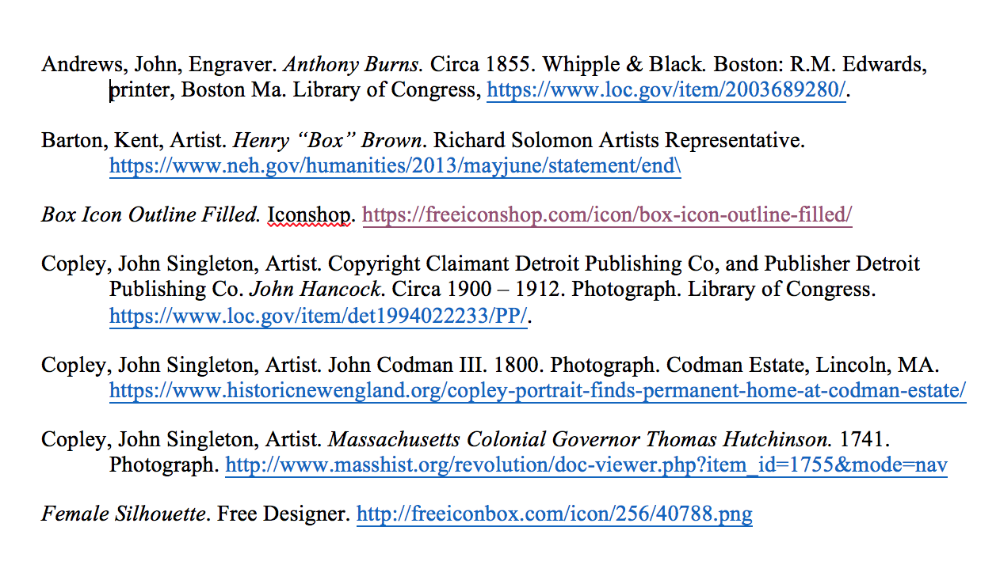 Andrews, John, Engraver. Anthony Burns. Circa 1855. Whipple & Black. Boston: R.M. Edwards,
printer, Boston Ma. Library of Congress, https://www.loc.gov/item/2003689280/.
Barton, Kent, Artist. Henry “Box” Brown. Richard Solomon Artists Representative.
https://www.neh.gov/humanities/2013/mayjune/statement/end\
Box Icon Outline Filled. Iconshop. https://freeiconshop.com/icon/box-icon-outline-filled/
Copley, John Singleton, Artist. Copyright Claimant Detroit Publishing Co, and Publisher Detroit
Publishing Co. John Hancock. Circa 1900 – 1912. Photograph. Library of Congress.
https://www.loc.gov/item/det1994022233/PP/.
Copley, John Singleton, Artist. John Codman III. 1800. Photograph. Codman Estate, Lincoln, MA.
https://www.historicnewengland.org/copley-portrait-finds-permanent-home-at-codman-estate/
Copley, John Singleton, Artist. Massachusetts Colonial Governor Thomas Hutchinson. 1741.
Photograph. http://www.masshist.org/revolution/doc-viewer.php?item_id=1755&mode=nav
Female Silhouette. Free Designer. http://freeiconbox.com/icon/256/40788.png